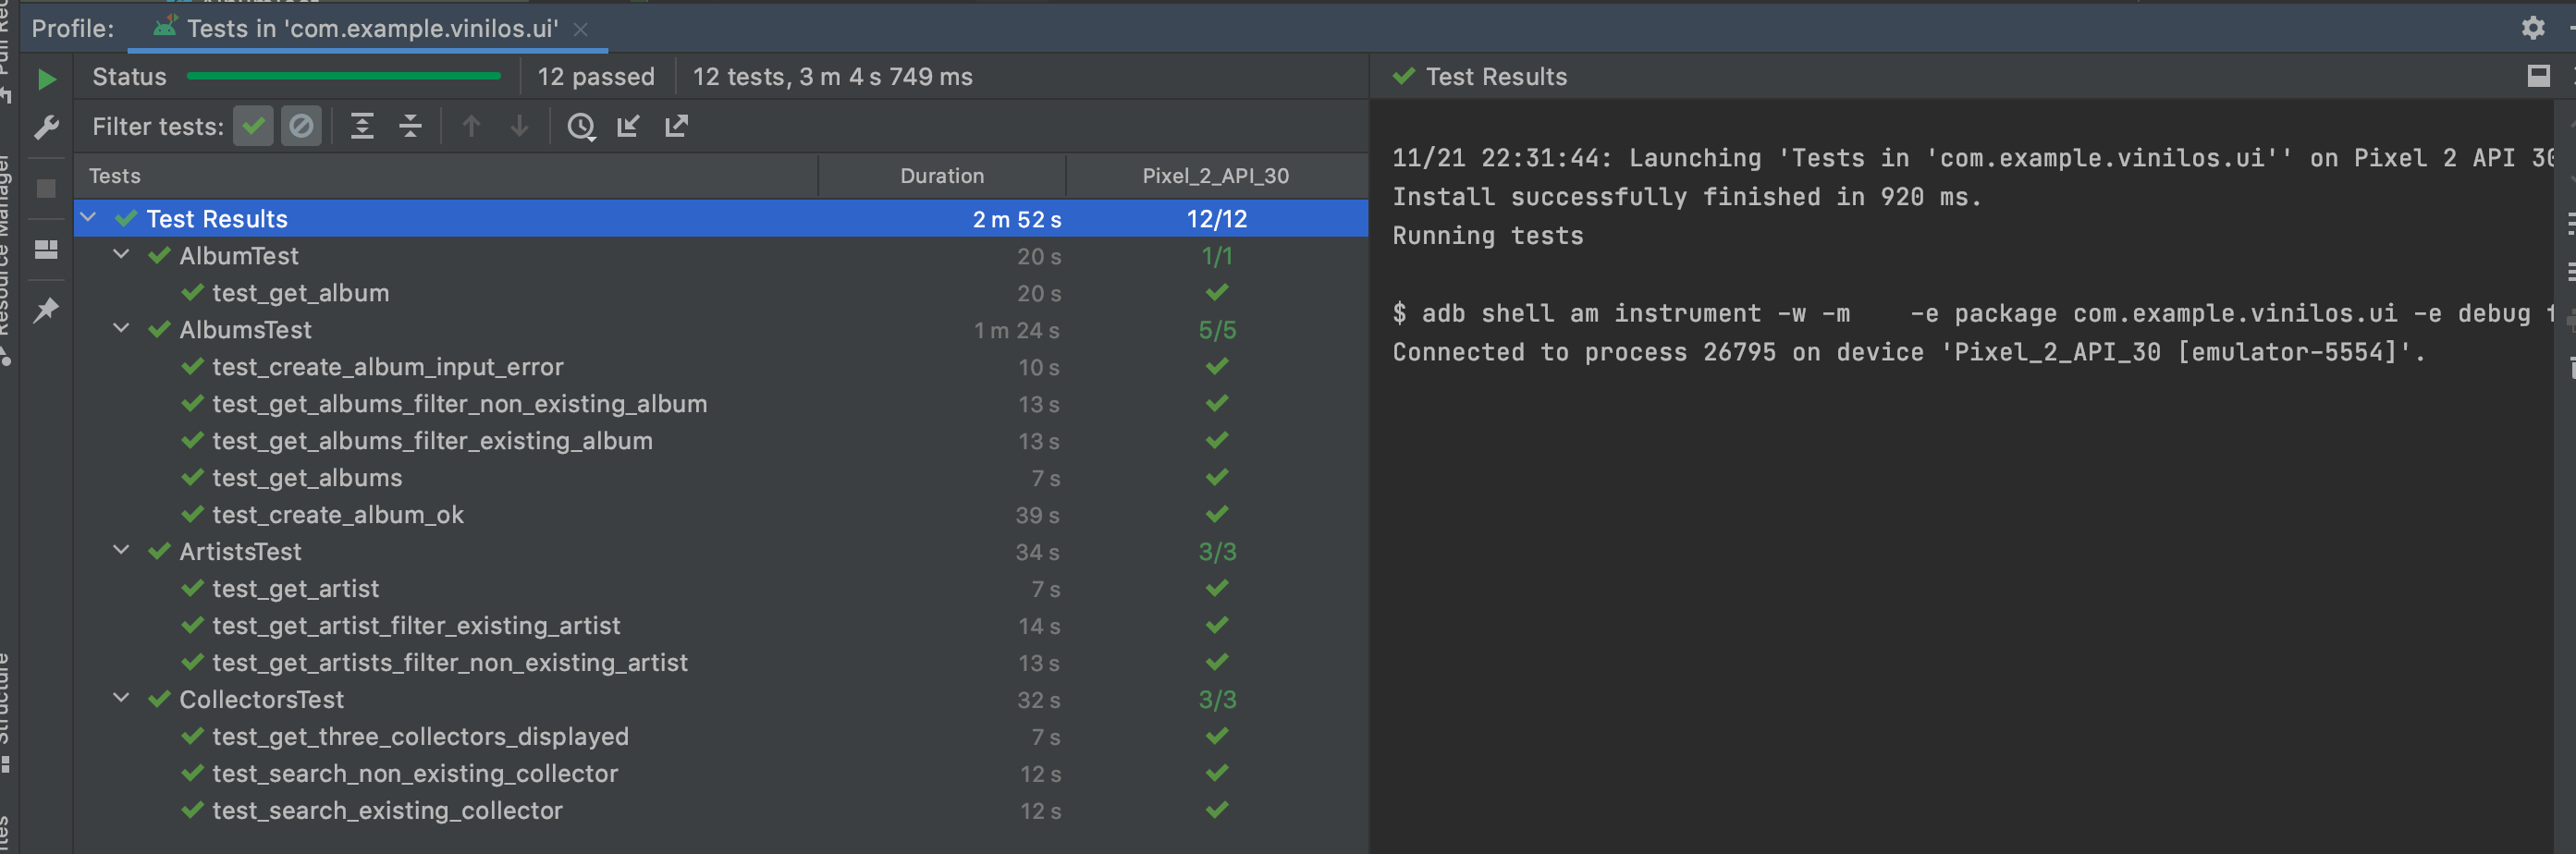 Profile: Tests in 'com.example.vinilos.ui'
Status 12 passed 12 tests, 3 m 4 s 749 ms
Filter tests:
Tests Duration Pixel_2_API_30
Test Results 2 m 52 s 12/12
AlbumTest 20 s 1/1
test_get_album 20 s
AlbumsTest 1 m 24 s 5/5
test_create_album_input_error 10 s
test_get_albums_filter_non_existing_album 13 s
test_get_albums_filter_existing_album 13 s
test_get_albums 7 s
test_create_album_ok 39 s
ArtistsTest 34 s 3/3
test_get_artist 7 s
test_get_artist_filter_existing_artist 14 s
test_get_artists_filter_non_existing_artist 13 s
CollectorsTest 32 s 3/3
test_get_three_collectors_displayed 7 s
test_search_non_existing_collector 12 s
test_search_existing_collector 12 s
Test Results
11/21 22:31:44: Launching 'Tests in 'com.example.vinilos.ui'' on Pixel 2 API 30
Install successfully finished in 920 ms.
Running tests
$ adb shell am instrument -w -m    -e package com.example.vinilos.ui -e debug
Connected to process 26795 on device 'Pixel_2_API_30 [emulator-5554]'.
Resource Manager
Structure